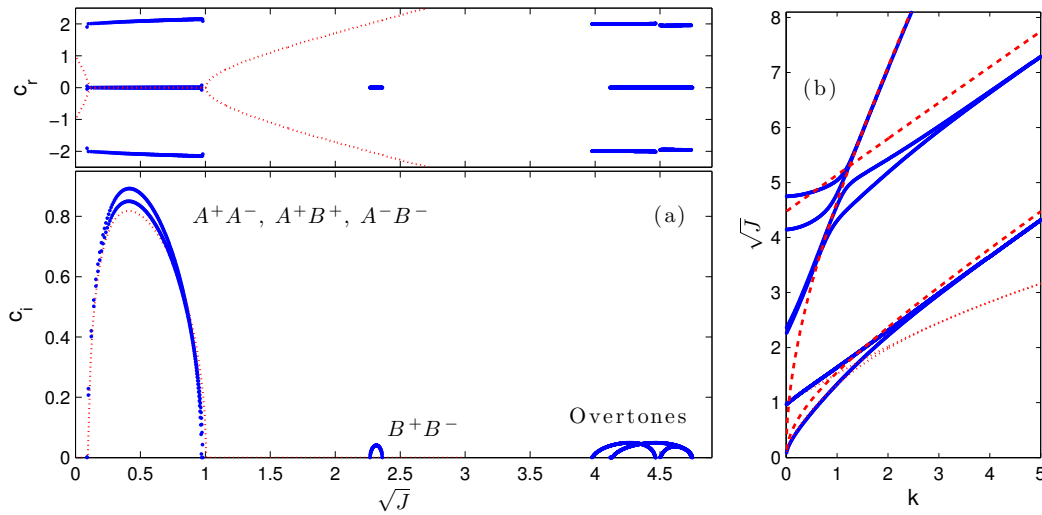 2
1
0
−1
−2
c_r
0.8
0.6
0.4
0.2
0
c_i
A⁺A⁻, A⁺B⁺, A⁻B⁻
(a)
B⁺B⁻
Overtones
0 0.5 1 1.5 2 2.5 3 3.5 4 4.5
√J
8
7
6
5
4
3
2
1
0
√J
(b)
0 1 2 3 4 5
k